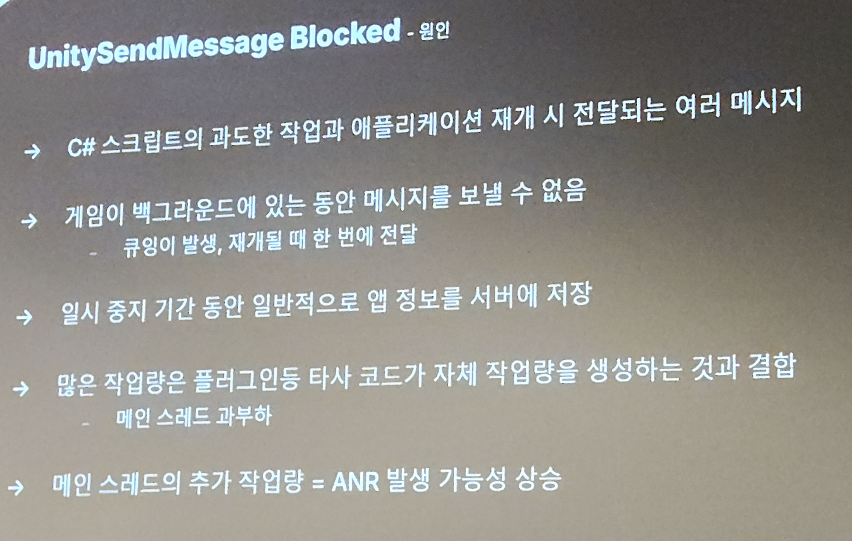 UnitySendMessage Blocked - 원인
→ C# 스크립트의 과도한 작업과 애플리케이션 재개 시 전달되는 여러 메시지
→ 게임이 백그라운드에 있는 동안 메시지를 보낼 수 없음
- 큐잉이 발생, 재개될 때 한 번에 전달
→ 일시 중지 기간 동안 일반적으로 앱 정보를 서버에 저장
→ 많은 작업량은 플러그인등 타사 코드가 자체 작업량을 생성하는 것과 결합
- 메인 스레드 과부하
→ 메인 스레드의 추가 작업량 = ANR 발생 가능성 상승